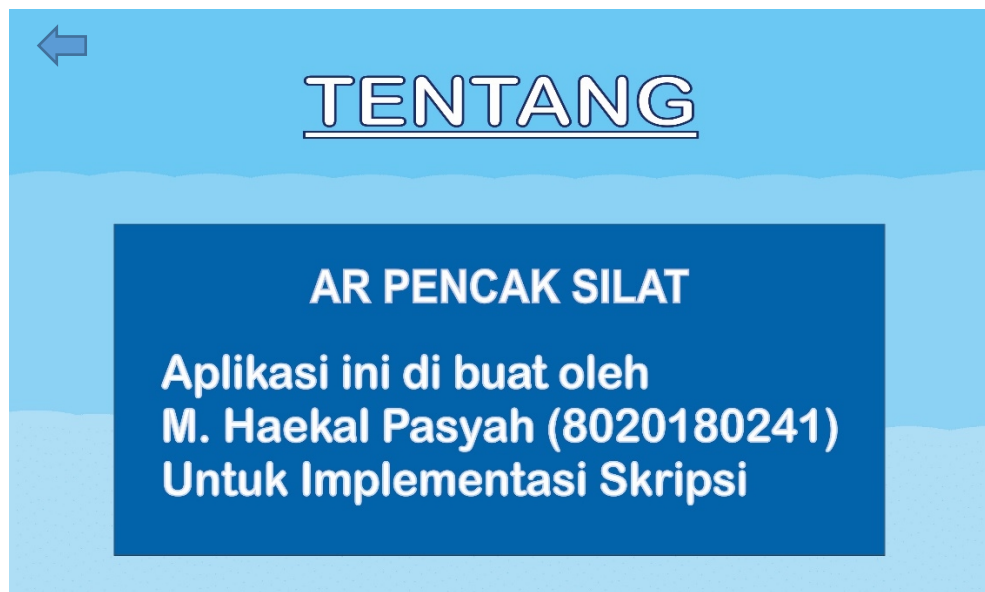 TENTANG
AR PENCAK SILAT
Aplikasi ini di buat oleh
M. Haekal Pasyah (8020180241)
Untuk Implementasi Skripsi